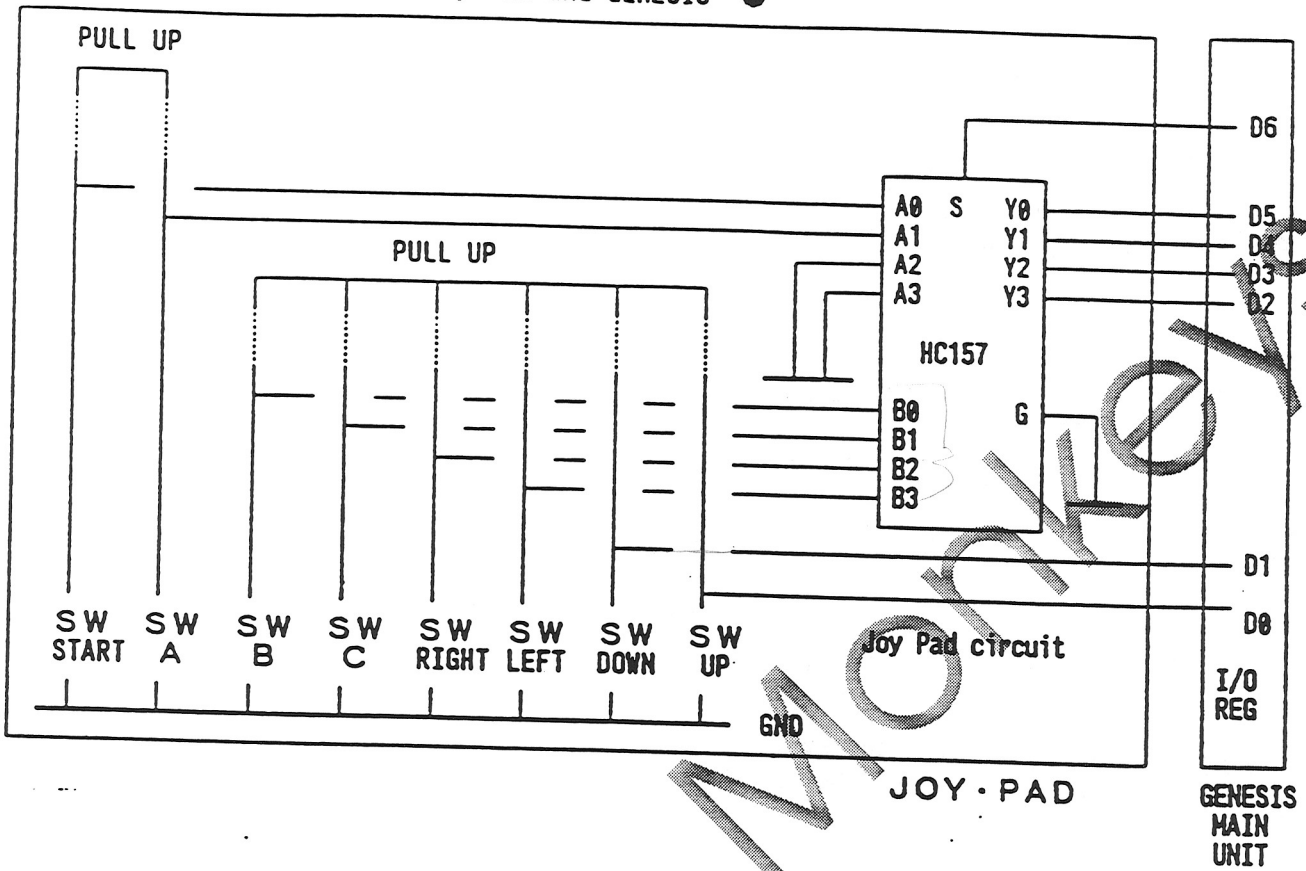 GENESIS
PULL UP
D6
A0 S Y0 D5
A1 Y1 D4
PULL UP
A2 Y2 D3
A3 Y3 D2
HC157
B0 G
B1
B2
B3
D1
D0
SW START
SW A
SW B
SW C
SW RIGHT
SW LEFT
SW DOWN
SW UP
Joy Pad circuit
I/O
REG
GND
JOY・PAD
GENESIS
MAIN
UNIT
Monkey